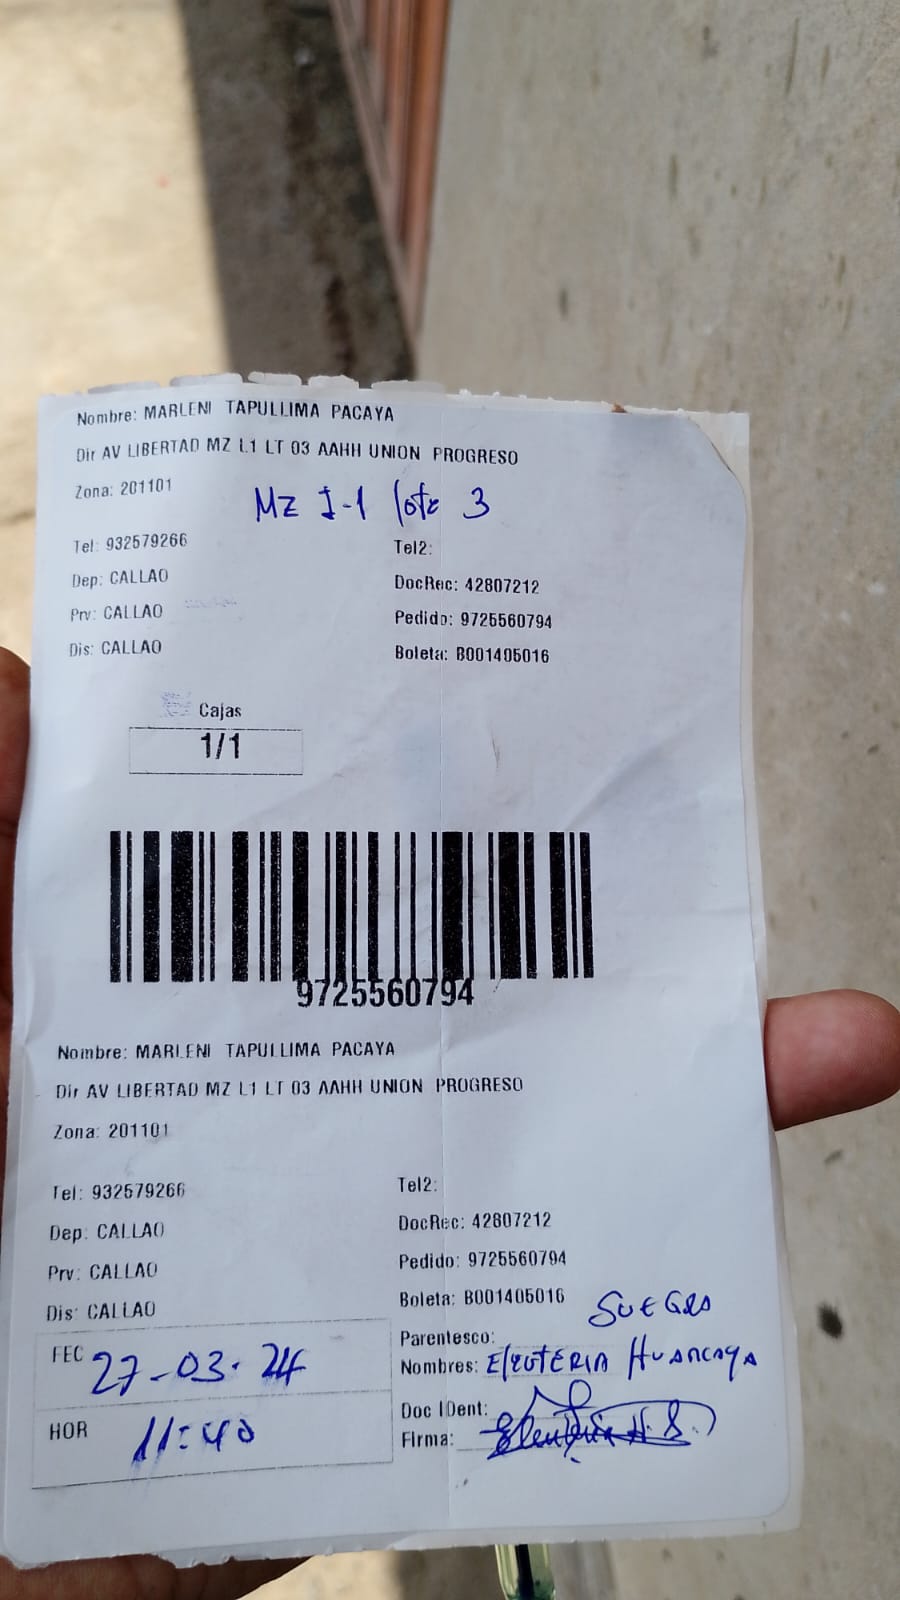 Nombre: MARLENI TAPULLIMA PACAYA
Dir AV LIBERTAD MZ L1 LT 03 AAHH UNION PROGRESO
Zona: 201101
MZ I-1 lote 3
Tel: 932579266 Tel2:
Dep: CALLAO DocRec: 42807212
Prv: CALLAO Pedido: 9725560794
Dis: CALLAO Boleta: B001405016
Cajas
1/1
9725560794
Nombre: MARLENI TAPULLIMA PACAYA
Dir AV LIBERTAD MZ L1 LT 03 AAHH UNION PROGRESO
Zona: 201101
Tel: 932579266 Tel2:
Dep: CALLAO DocRec: 42807212
Prv: CALLAO Pedido: 9725560794
Dis: CALLAO Boleta: B001405016
Parentesco: SUEGRA
FEC 27-03-24 Nombres: ElEUTERIA HUANCAYA
HOR 11:40 Doc IDent:
Firma: